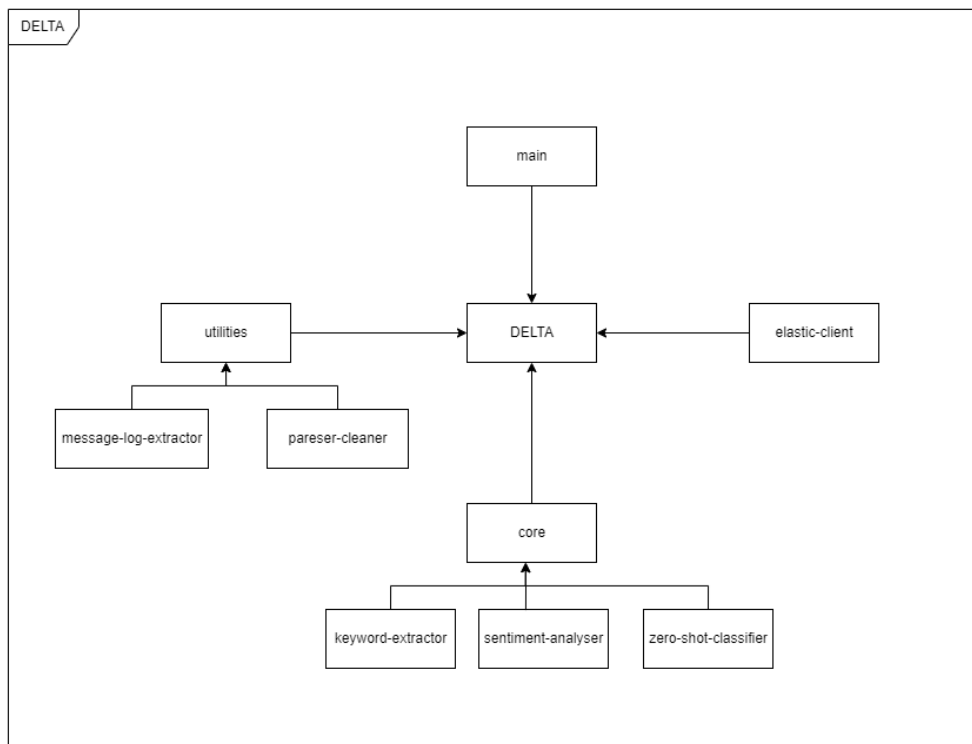 DELTA
main
utilities
DELTA
elastic-client
message-log-extractor
pareser-cleaner
core
keyword-extractor
sentiment-analyser
zero-shot-classifier